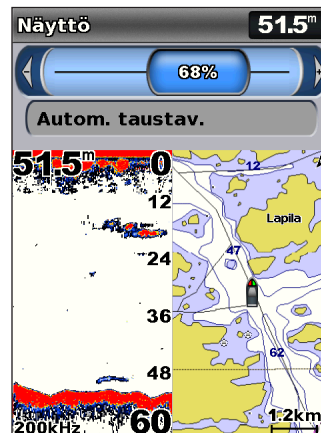 Näyttö 51.5m
68%
Autom. taustav.
51.5m 0
12
24
36
48
60
200kHz
12
Lapila
47
62
1.2km